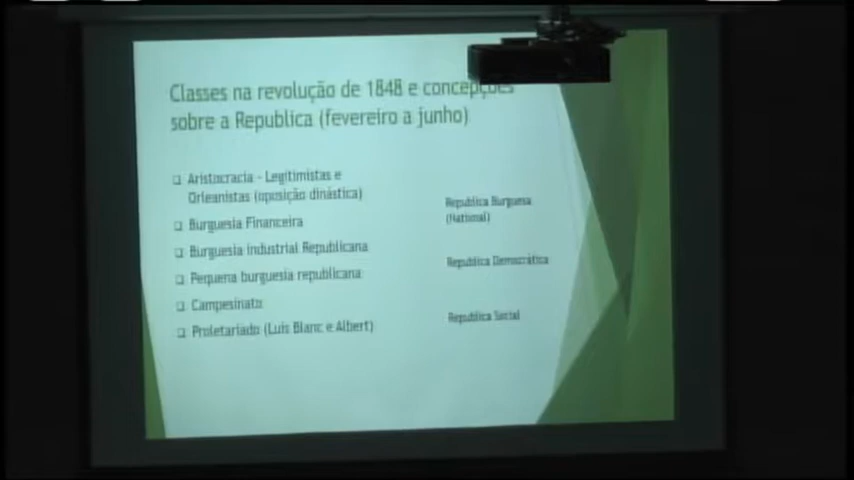 Classes na revolução de 1848 e concepções
sobre a Republica (fevereiro a junho)
Aristocracia - Legitimistas e
Orleanistas (oposição dinástica)
Burguesia Financeira
Burguesia industrial Republicana
Pequena burguesia republicana
Campesinato
Proletariado (Luis Blanc e Albert)
Republica Burguesa
(National)
Republica Democrática
Republica Social